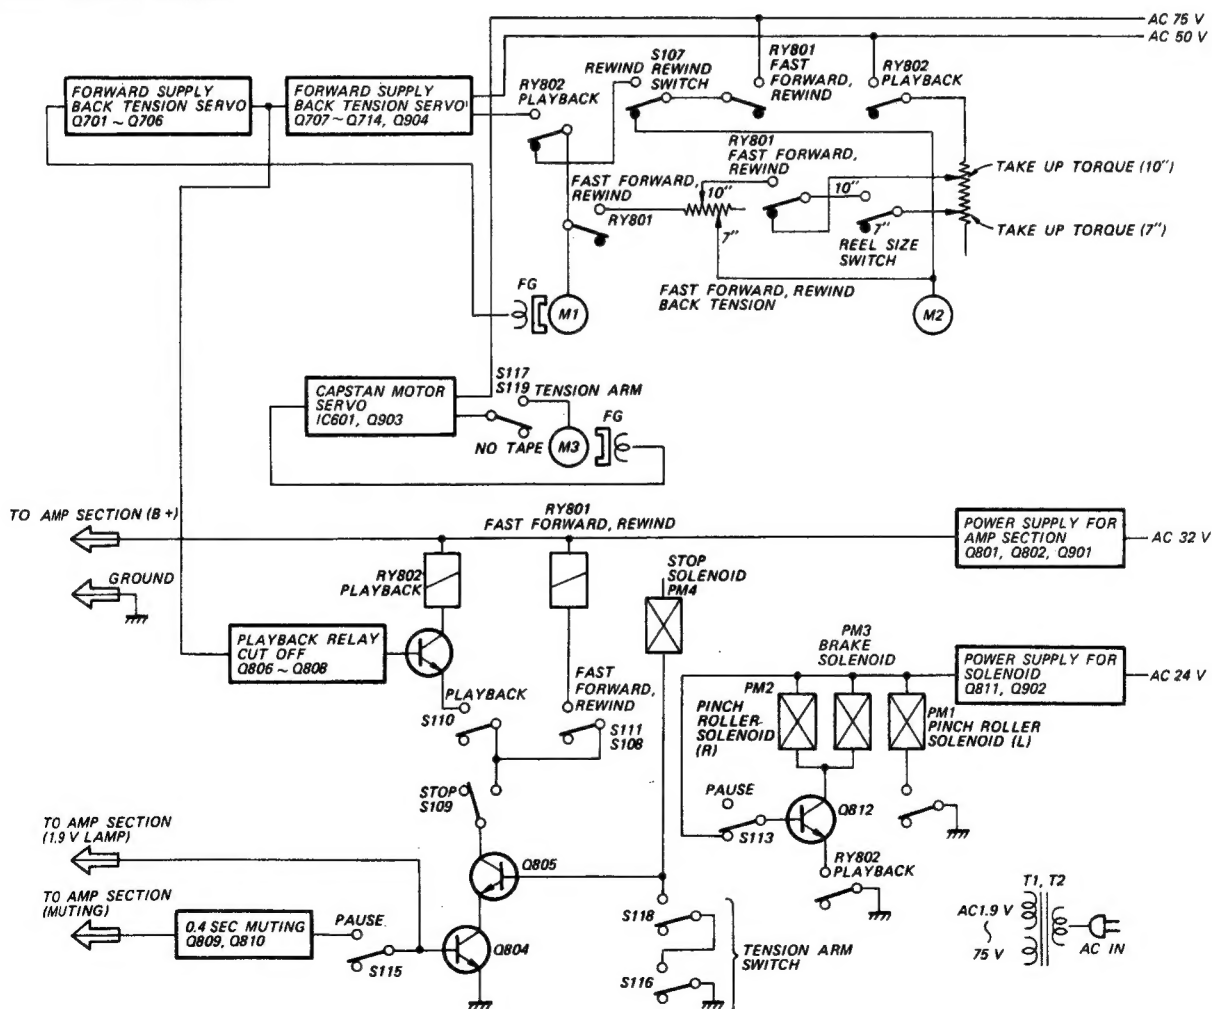 AC 75 V
AC 50 V
FORWARD SUPPLY
BACK TENSION SERVO
Q701 ~ Q706
FORWARD SUPPLY
BACK TENSION SERVO
Q707 ~ Q714, Q904
RY802
PLAYBACK
REWIND
S107
REWIND
SWITCH
RY801
FAST
FORWARD,
REWIND
RY802
PLAYBACK
RY801
FAST FORWARD,
REWIND
FAST FORWARD,
REWIND
RY801
10"
7"
10"
7"
REEL SIZE
SWITCH
TAKE UP TORQUE (10")
TAKE UP TORQUE (7")
FAST FORWARD, REWIND
BACK TENSION
FG
M1
M2
CAPSTAN MOTOR
SERVO
IC601, Q903
S117
S119
TENSION ARM
NO TAPE
M3
FG
TO AMP SECTION (B +)
GROUND
RY801
FAST FORWARD, REWIND
POWER SUPPLY FOR
AMP SECTION
Q801, Q802, Q901
AC 32 V
RY802
PLAYBACK
STOP
SOLENOID
PM4
PLAYBACK RELAY
CUT OFF
Q806 ~ Q808
PLAYBACK
S110
FAST
FORWARD,
REWIND
S111
S108
PM3
BRAKE
SOLENOID
POWER SUPPLY FOR
SOLENOID
Q811, Q902
AC 24 V
PM2
PINCH
ROLLER-
SOLENOID
(R)
PM1
PINCH ROLLER
SOLENOID (L)
STOP
S109
PAUSE
S113
Q812
TO AMP SECTION
(1.9 V LAMP)
Q805
RY802
PLAYBACK
TO AMP SECTION
(MUTING)
0.4 SEC MUTING
Q809, Q810
PAUSE
S115
Q804
S118
S116
TENSION ARM
SWITCH
T1, T2
AC1.9 V
~
75 V
AC IN